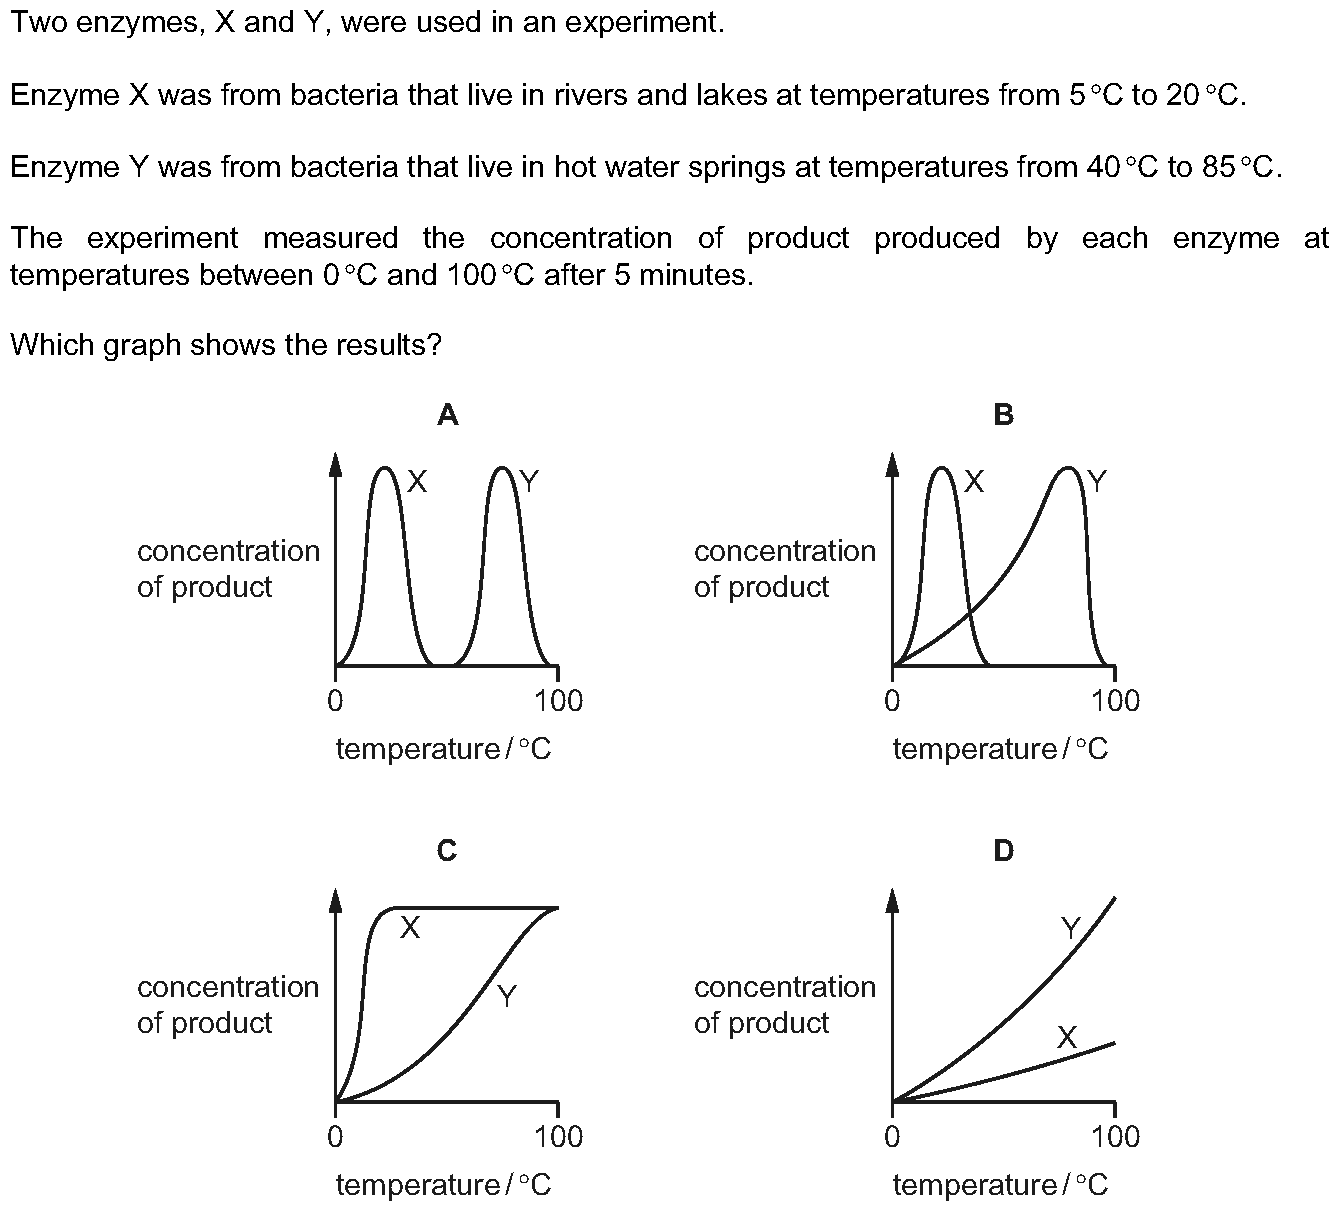 Two enzymes, X and Y, were used in an experiment.
Enzyme X was from bacteria that live in rivers and lakes at temperatures from 5 °C to 20 °C.
Enzyme Y was from bacteria that live in hot water springs at temperatures from 40 °C to 85 °C.
The experiment measured the concentration of product produced by each enzyme at
temperatures between 0 °C and 100 °C after 5 minutes.
Which graph shows the results?
A
X
Y
concentration
of product
0
100
temperature / °C
B
X
Y
concentration
of product
0
100
temperature / °C
C
X
Y
concentration
of product
0
100
temperature / °C
D
Y
X
concentration
of product
0
100
temperature / °C